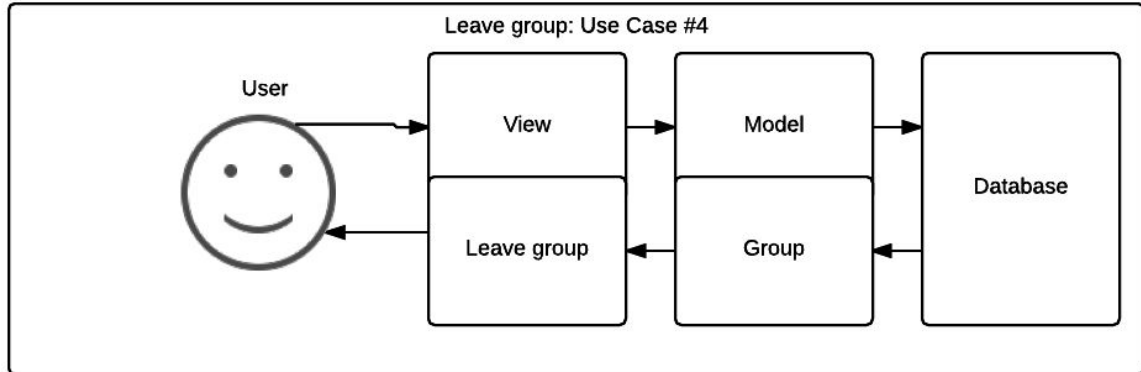 Leave group: Use Case #4
User
View
Model
Database
Leave group
Group